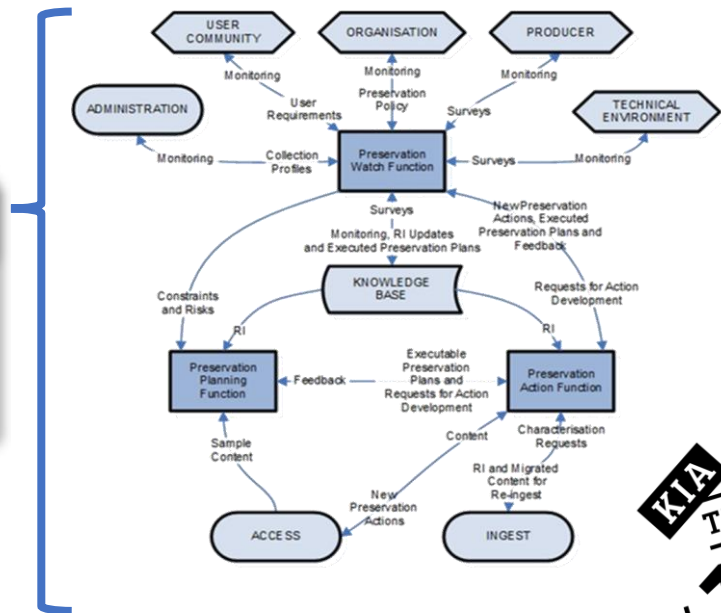 USER
COMMUNITY
ORGANISATION
PRODUCER
Monitoring
Monitoring
Monitoring
Preservation
Policy
User
Requirements
Surveys
ADMINISTRATION
TECHNICAL
ENVIRONMENT
Preservation
Watch Function
Monitoring
Collection
Profiles
Surveys
Monitoring
Surveys
New Preservation
Actions, Executed
Preservation Plans and
Feedback
Monitoring, RI Updates
and Executed Preservation Plans
KNOWLEDGE
BASE
Constraints
and Risks
Requests for Action
Development
RI
RI
Preservation
Planning
Function
Feedback
Executable
Preservation
Plans and
Requests for Action
Development
Preservation
Action Function
Sample
Content
Content
Characterisation
Requests
RI and Migrated
Content for
Re-ingest
New
Preservation
Actions
ACCESS
INGEST
KIA